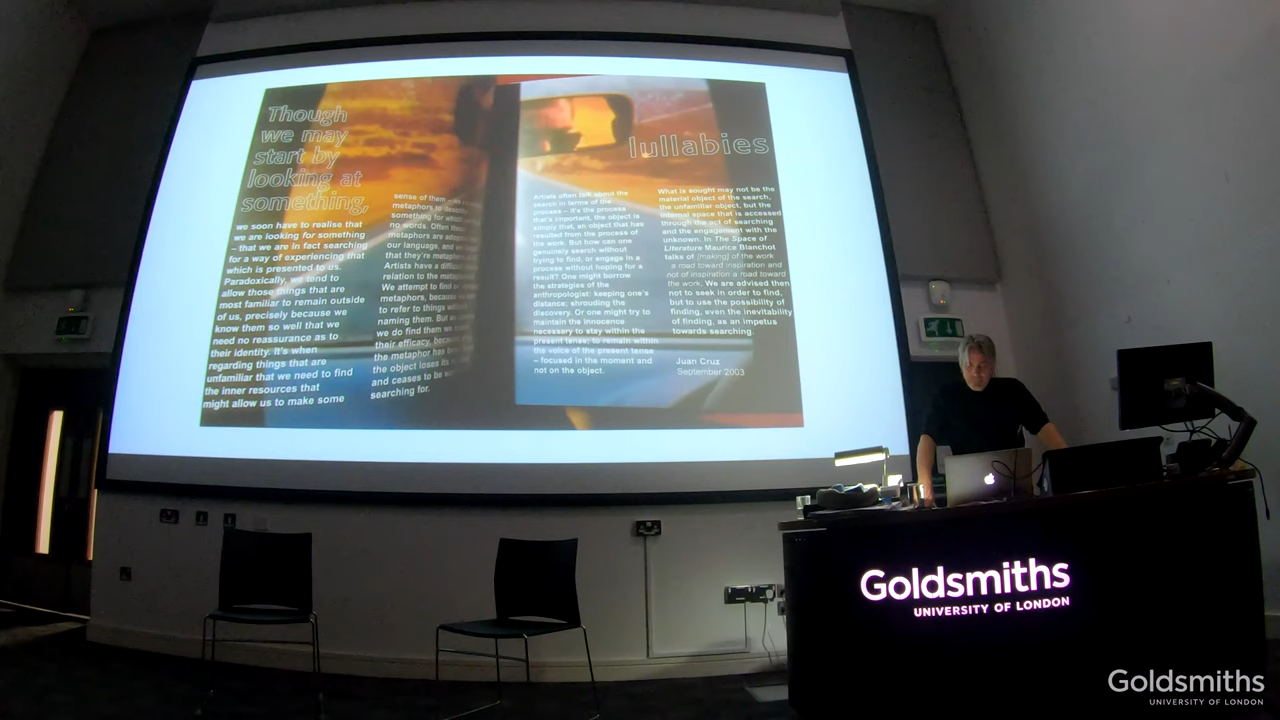 Though
we may
start by
looking at
something,
we soon have to realise that
we are looking for something
– that we are in fact searching
for a way of experiencing that
which is presented to us.
Paradoxically, we tend to
allow those things that are
most familiar to remain outside
of us, precisely because we
know them so well that we
need no reassurance as to
their identity. It's when
regarding things that are
unfamiliar that we need to find
the inner resources that
might allow us to make some
sense of them –
metaphors to describe
something for which
no words. Often the
metaphors are
our language, and
that they're
Artists have a
relation to the
We attempt to find
metaphors, because
to refer to things
naming them. But
we do find them we
their efficacy,
the metaphor has
the object loses its
and ceases to be
searching for.
lullabies
Artists often talk about the
search in terms of the
process – it's the process
that's important, the object is
simply that, an object that has
resulted from the process of
the work. But how can one
genuinely search without
trying to find, or engage in a
process without hoping for a
result? One might borrow
the strategies of the
anthropologist: keeping one's
distance; shrouding the
discovery. Or one might try to
maintain the innocence
necessary to stay within the
present tense; to remain within
the voice of the present tense
– focused in the moment and
not on the object.
What is sought may not be the
material object of the search,
the unfamiliar object, but the
internal space that is accessed
through the act of searching
and the engagement with the
unknown. In The Space of
Literature Maurice Blanchot
talks of [making] of the work
a road toward inspiration and
not of inspiration a road toward
the work. We are advised then
not to seek in order to find,
but to use the possibility of
finding, even the inevitability
of finding, as an impetus
towards searching.
Juan Cruz
September 2003
Goldsmiths
UNIVERSITY OF LONDON
Goldsmiths
UNIVERSITY OF LONDON